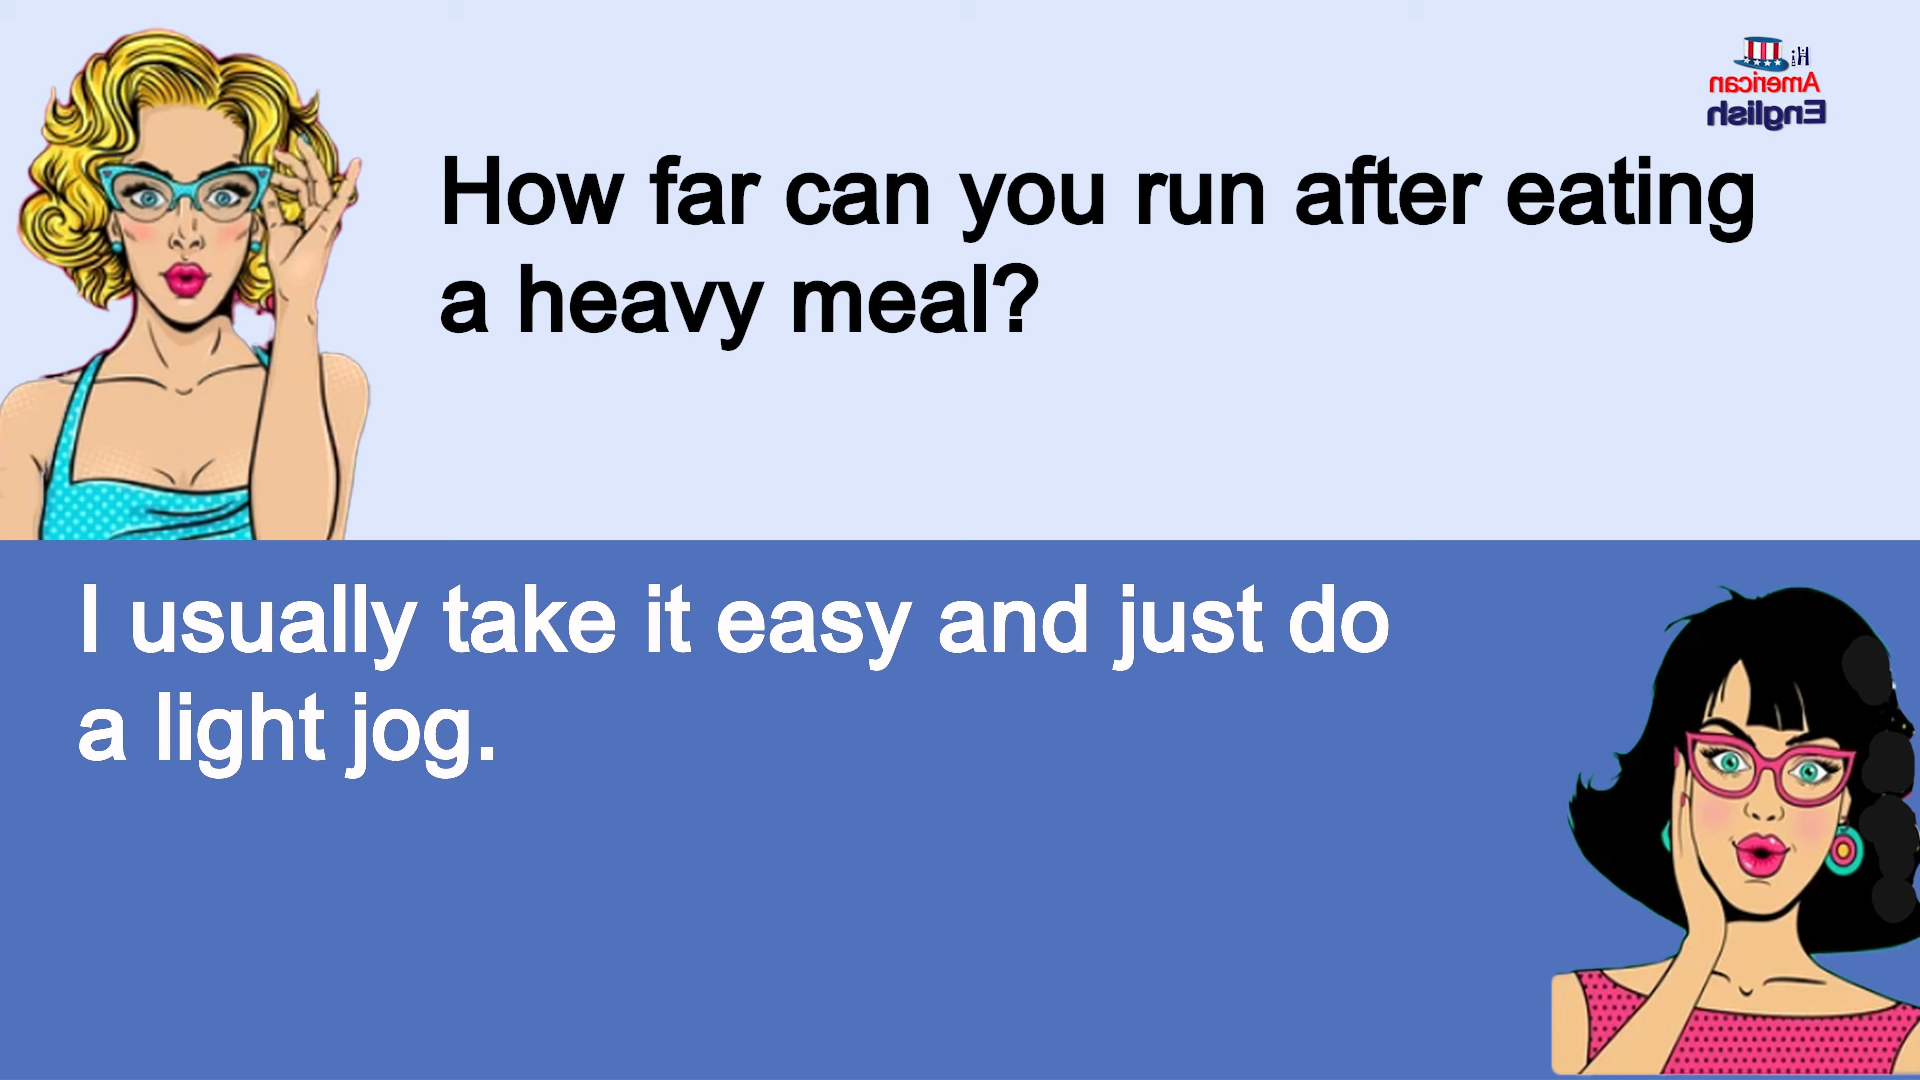 Hi
American
English
How far can you run after eating
a heavy meal?
I usually take it easy and just do
a light jog.